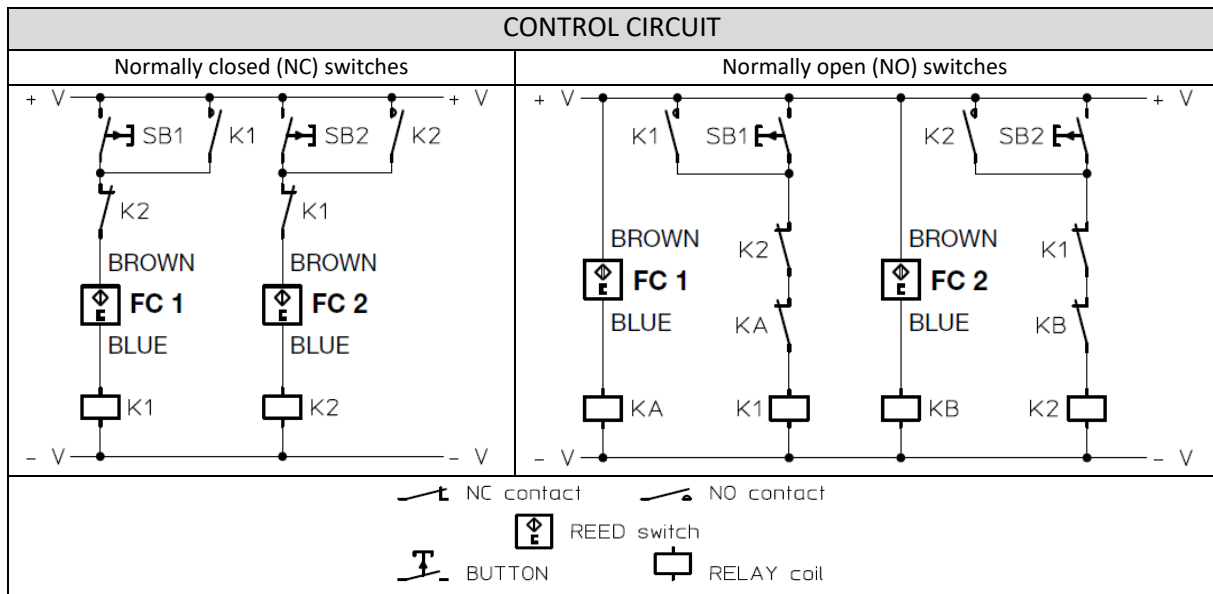 CONTROL CIRCUIT
Normally closed (NC) switches
Normally open (NO) switches
+ V + V
SB1 K1 SB2 K2
K2 K1
BROWN BROWN
FC 1 FC 2
BLUE BLUE
K1 K2
- V - V
+ V + V
K1 SB1 K2 SB2
BROWN K2 BROWN K1
FC 1 FC 2
BLUE KA BLUE KB
KA K1 KB K2
- V - V
NC contact NO contact
REED switch
BUTTON RELAY coil